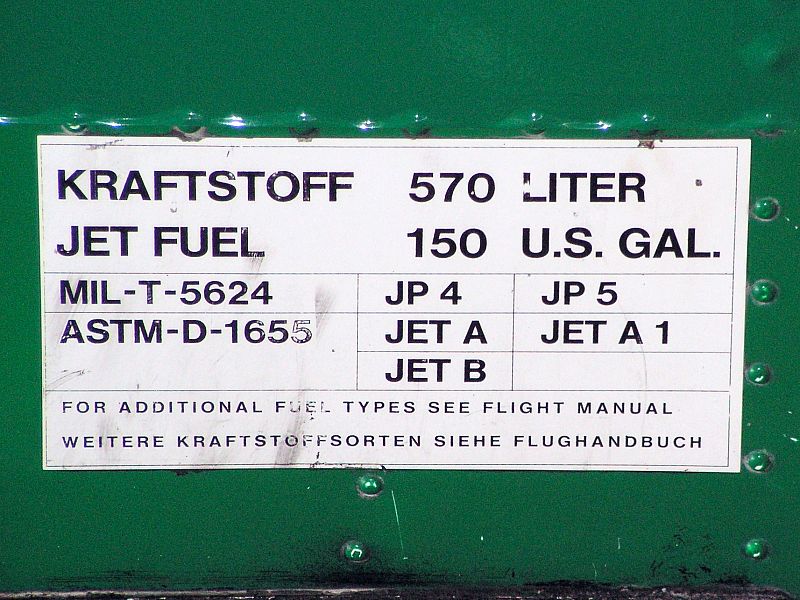 KRAFTSTOFF 570 LITER
JET FUEL 150 U.S. GAL.
MIL-T-5624 JP 4 JP 5
ASTM-D-1655 JET A JET A 1
JET B
FOR ADDITIONAL FUEL TYPES SEE FLIGHT MANUAL
WEITERE KRAFTSTOFFSORTEN SIEHE FLUGHANDBUCH